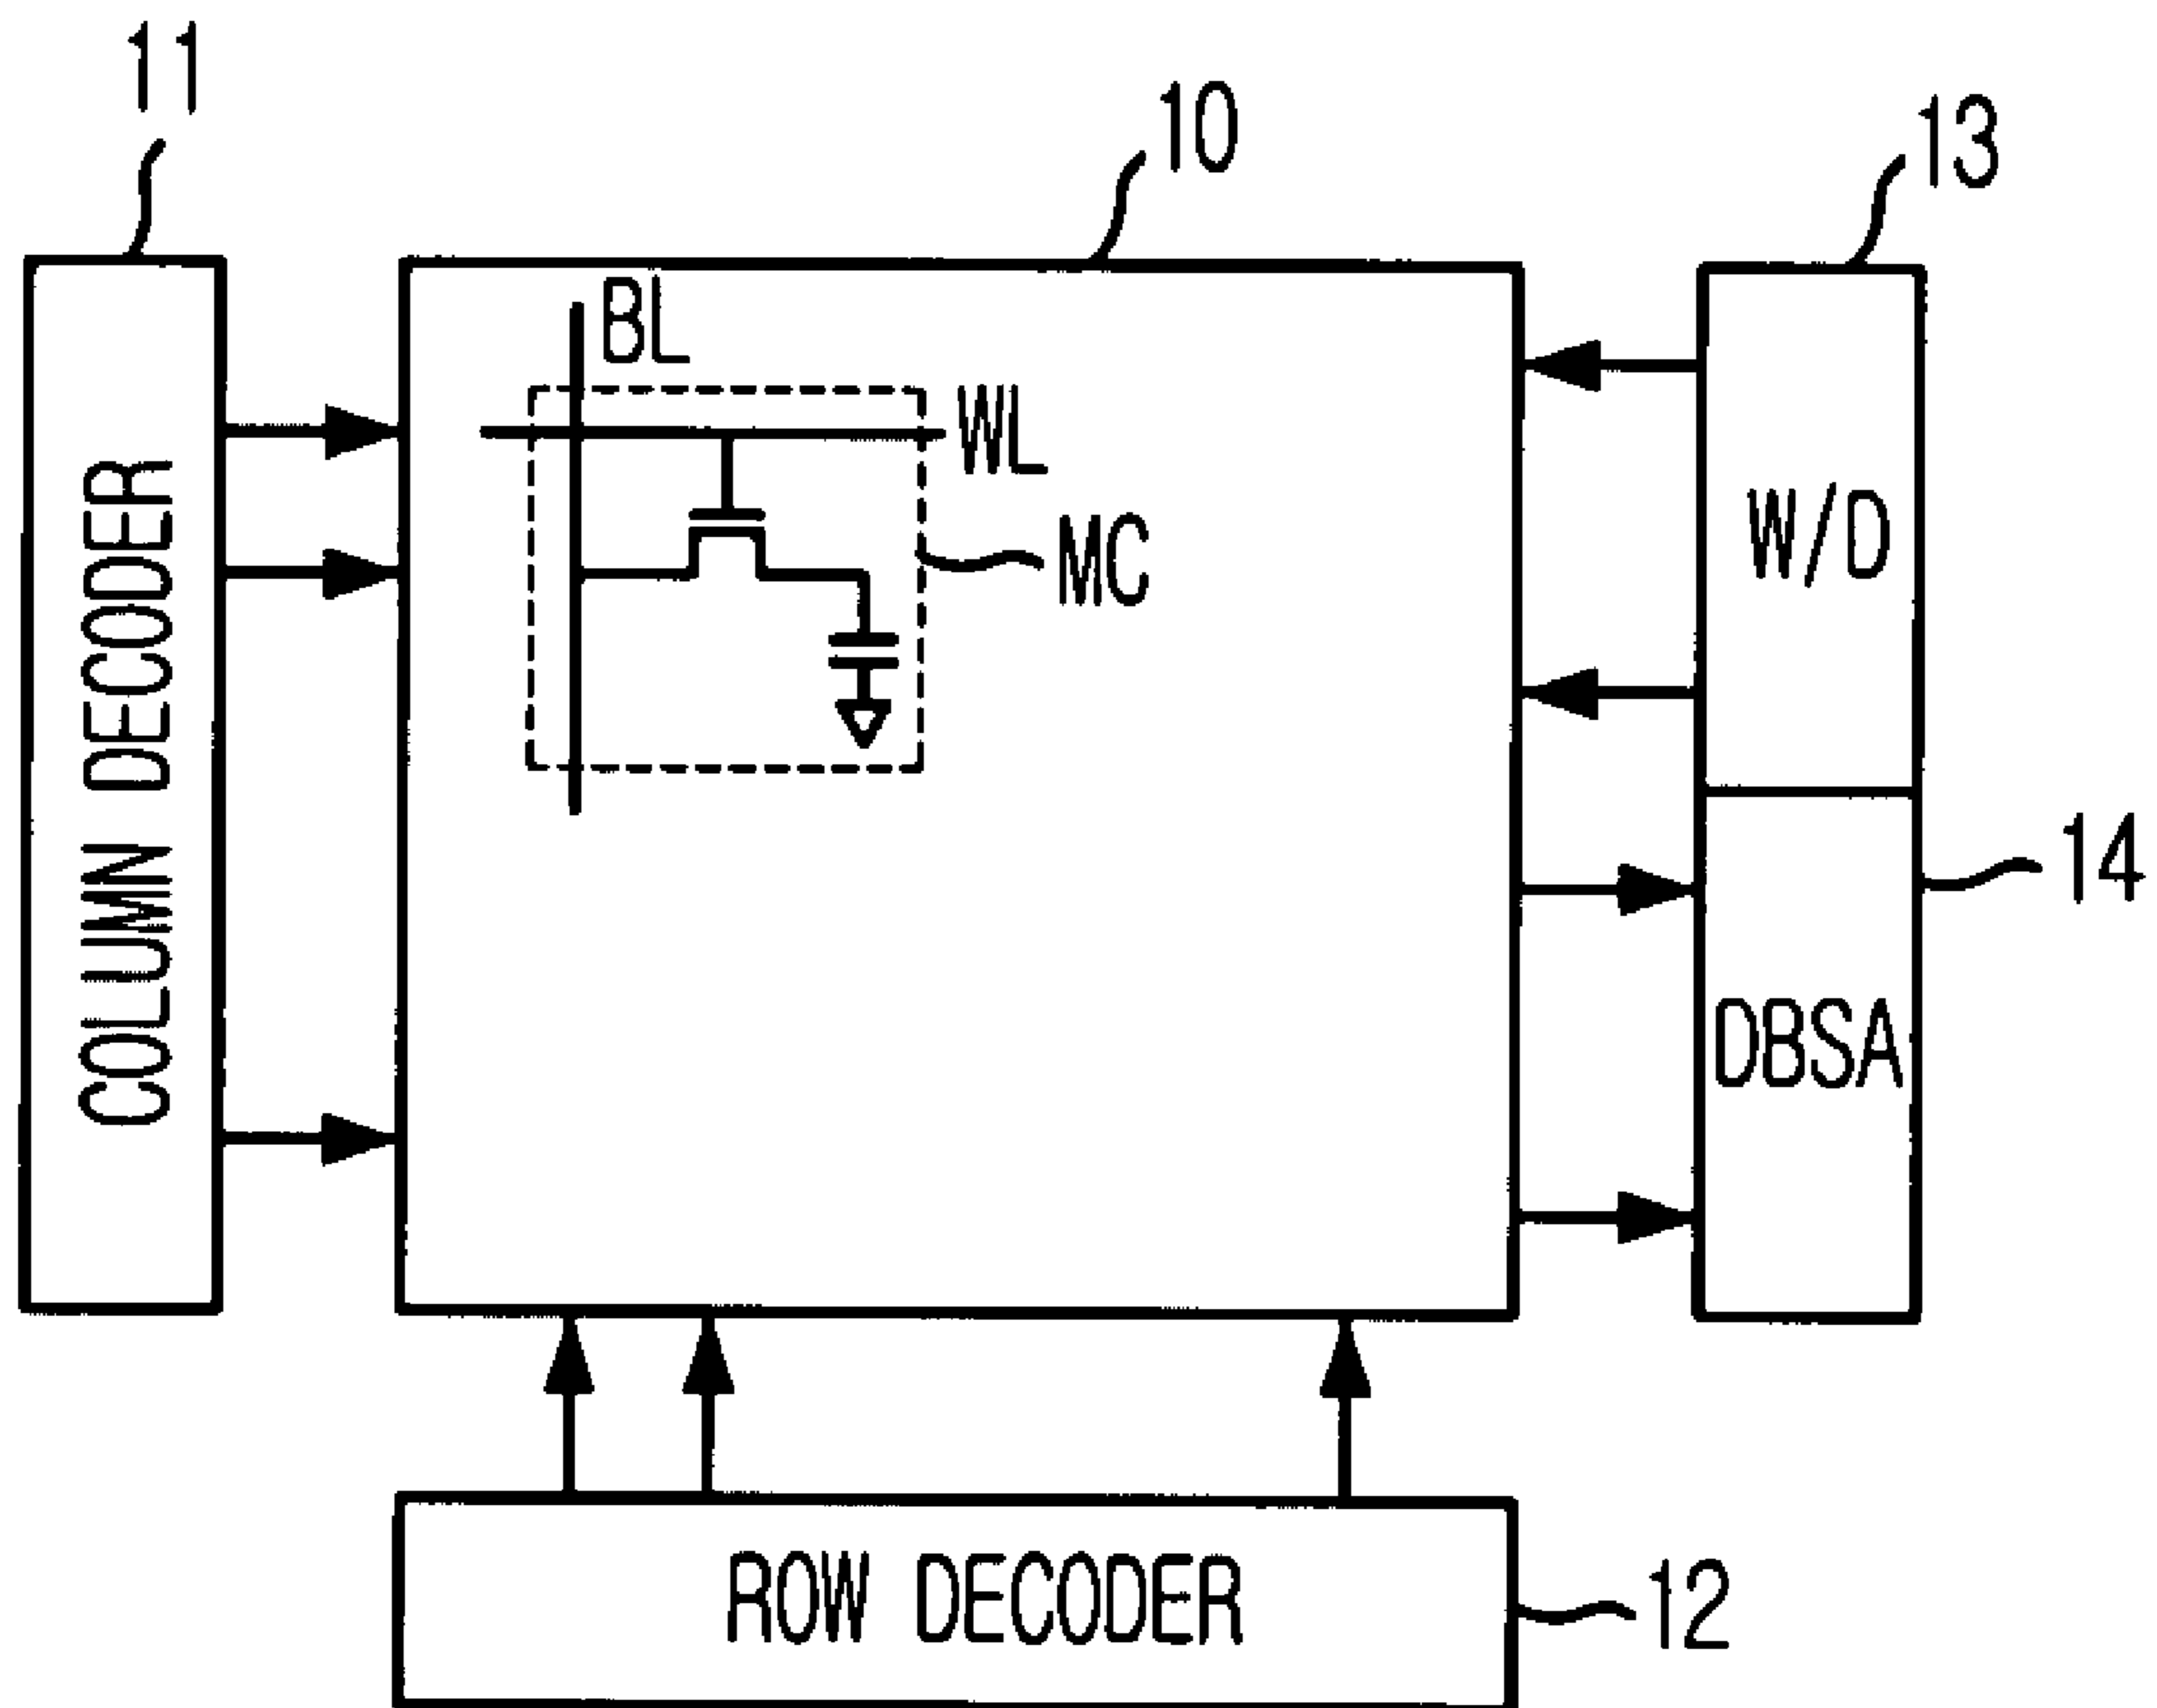 11
10
13
BL
WL
MC
COLUMN DECODER
W/D
14
DBSA
ROW DECODER
12